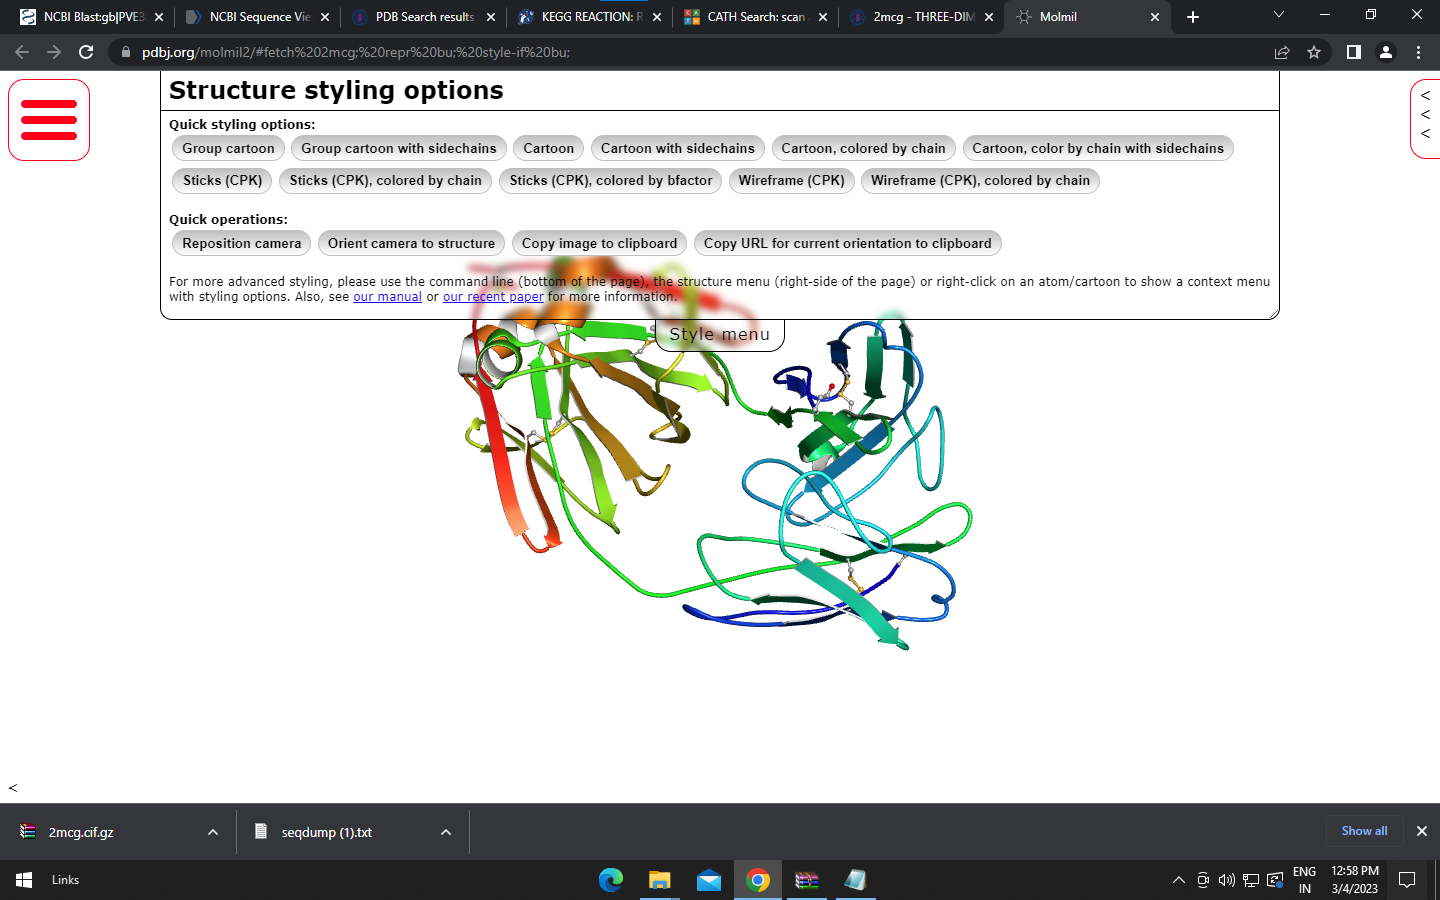 NCBI Blast:gb|PVE3
NCBI Sequence Vie
PDB Search results
KEGG REACTION: R
CATH Search: scan
2mcg - THREE-DIM
Molmil
pdbj.org/molmil2/#fetch%202mcg;%20repr%20bu;%20style-if%20bu;
Structure styling options
Quick styling options:
Group cartoon Group cartoon with sidechains Cartoon Cartoon with sidechains Cartoon, colored by chain Cartoon, color by chain with sidechains
Sticks (CPK) Sticks (CPK), colored by chain Sticks (CPK), colored by bfactor Wireframe (CPK) Wireframe (CPK), colored by chain
Quick operations:
Reposition camera Orient camera to structure Copy image to clipboard Copy URL for current orientation to clipboard
For more advanced styling, please use the command line (bottom of the page), the structure menu (right-side of the page) or right-click on an atom/cartoon to show a context menu
with styling options. Also, see our manual or our recent paper for more information.
Style menu
<
<
<
<
2mcg.cif.gz
seqdump (1).txt
Show all
Links
ENG
IN
12:58 PM
3/4/2023